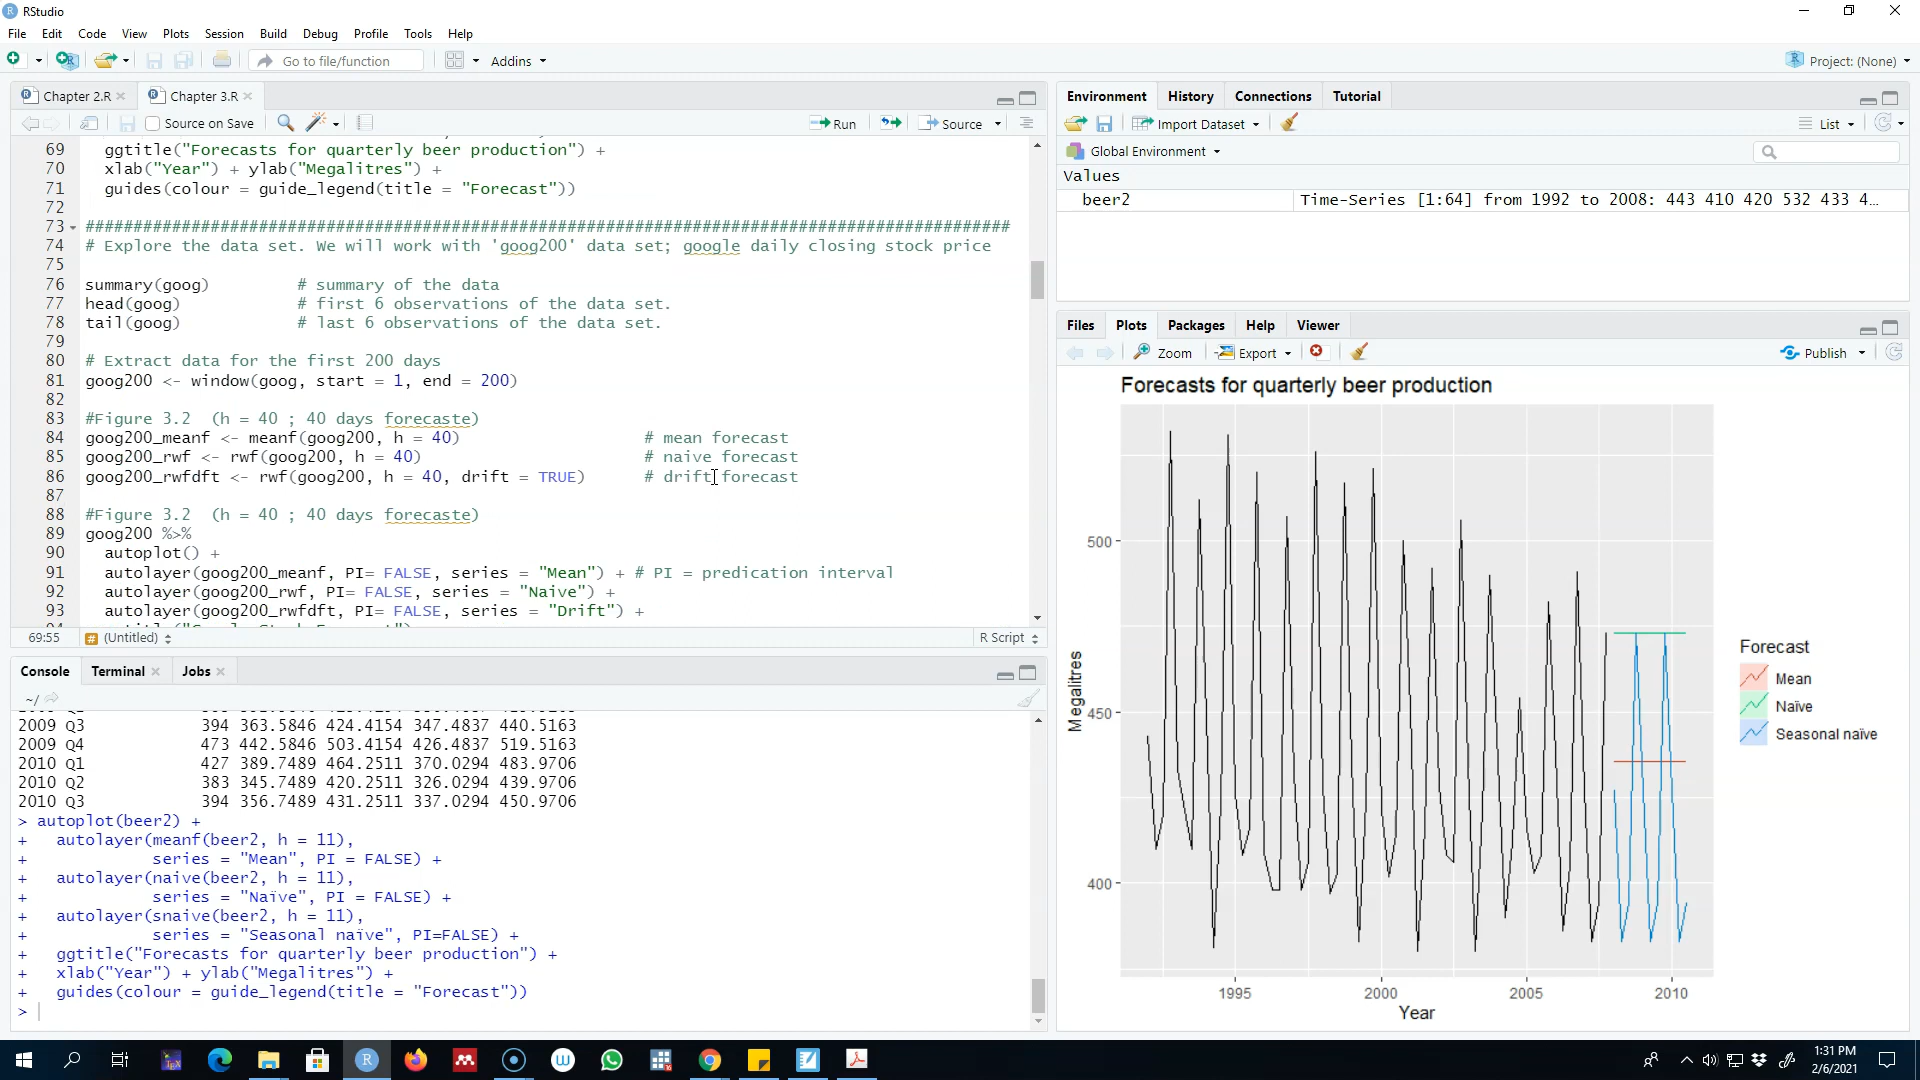 RStudio
File Edit Code View Plots Session Build Debug Profile Tools Help
Go to file/function Addins Project: (None)
Chapter 2.R Chapter 3.R
Source on Save Run Source
69 ggtitle("Forecasts for quarterly beer production") +
70 xlab("Year") + ylab("Megalitres") +
71 guides(colour = guide_legend(title = "Forecast"))
72
73 ################################################################################################
74 # Explore the data set. We will work with 'goog200' data set; google daily closing stock price
75
76 summary(goog) # summary of the data
77 head(goog) # first 6 observations of the data set.
78 tail(goog) # last 6 observations of the data set.
79
80 # Extract data for the first 200 days
81 goog200 <- window(goog, start = 1, end = 200)
82
83 #Figure 3.2 (h = 40 ; 40 days forecaste)
84 goog200_meanf <- meanf(goog200, h = 40) # mean forecast
85 goog200_rwf <- rwf(goog200, h = 40) # naive forecast
86 goog200_rwfdft <- rwf(goog200, h = 40, drift = TRUE) # drift forecast
87
88 #Figure 3.2 (h = 40 ; 40 days forecaste)
89 goog200 %>%
90 autoplot() +
91 autolayer(goog200_meanf, PI= FALSE, series = "Mean") + # PI = predication interval
92 autolayer(goog200_rwf, PI= FALSE, series = "Naive") +
93 autolayer(goog200_rwfdft, PI= FALSE, series = "Drift") +
69:55 # (Untitled) R Script
Console Terminal Jobs
~/
2009 Q3 394 363.5846 424.4154 347.4837 440.5163
2009 Q4 473 442.5846 503.4154 426.4837 519.5163
2010 Q1 427 389.7489 464.2511 370.0294 483.9706
2010 Q2 383 345.7489 420.2511 326.0294 439.9706
2010 Q3 394 356.7489 431.2511 337.0294 450.9706
> autoplot(beer2) +
+ autolayer(meanf(beer2, h = 11),
+ series = "Mean", PI = FALSE) +
+ autolayer(naive(beer2, h = 11),
+ series = "Naïve", PI = FALSE) +
+ autolayer(snaive(beer2, h = 11),
+ series = "Seasonal naïve", PI=FALSE) +
+ ggtitle("Forecasts for quarterly beer production") +
+ xlab("Year") + ylab("Megalitres") +
+ guides(colour = guide_legend(title = "Forecast"))
>
Environment History Connections Tutorial
Import Dataset List
Global Environment
Values
beer2 Time-Series [1:64] from 1992 to 2008: 443 410 420 532 433 4...
Files Plots Packages Help Viewer
Zoom Export Publish
Forecasts for quarterly beer production
500
450
400
Megalitres
1995 2000 2005 2010
Year
Forecast
Mean
Naïve
Seasonal naïve
1:31 PM
2/6/2021